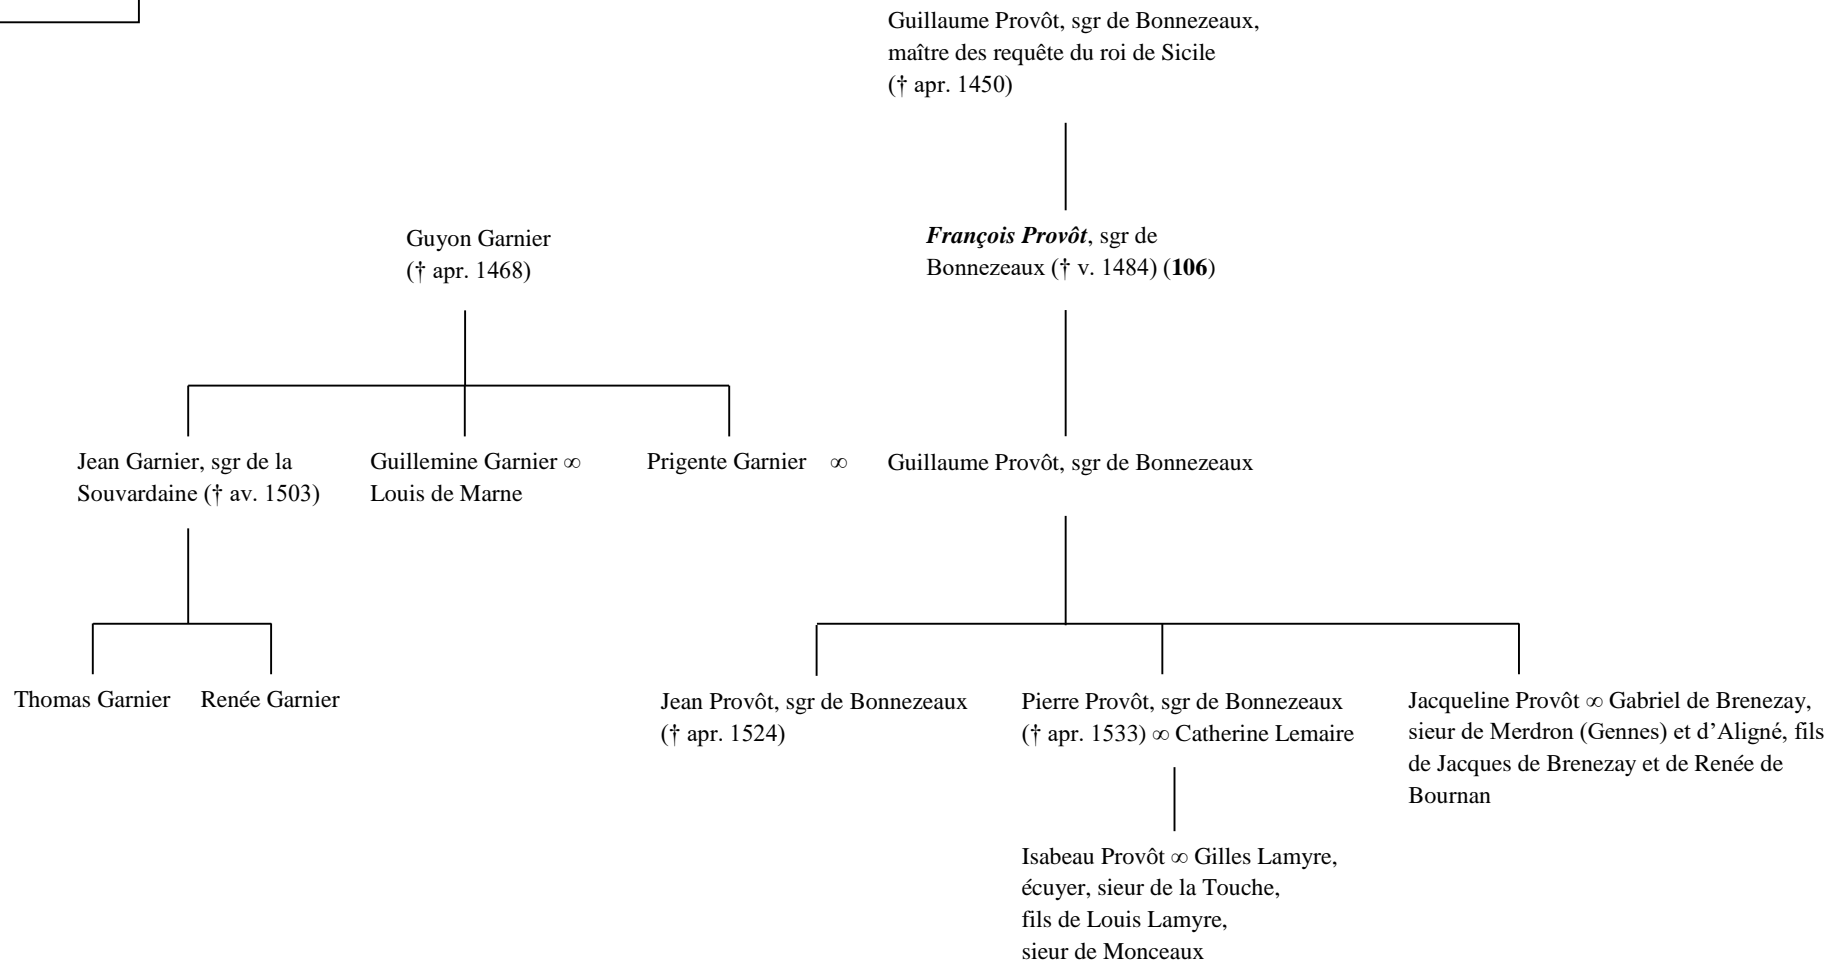 Guillaume Provôt, sgr de Bonnezeaux,
maître des requête du roi de Sicile
(† apr. 1450)
Guyon Garnier
(† apr. 1468)
François Provôt, sgr de
Bonnezeaux († v. 1484) (106)
Jean Garnier, sgr de la
Souvardaine († av. 1503)
Guillemine Garnier ∞
Louis de Marne
Prigente Garnier ∞
Guillaume Provôt, sgr de Bonnezeaux
Thomas Garnier
Renée Garnier
Jean Provôt, sgr de Bonnezeaux
(† apr. 1524)
Pierre Provôt, sgr de Bonnezeaux
(† apr. 1533) ∞ Catherine Lemaire
Jacqueline Provôt ∞ Gabriel de Brenezay,
sieur de Merdron (Gennes) et d’Aligné, fils
de Jacques de Brenezay et de Renée de
Bournan
Isabeau Provôt ∞ Gilles Lamyre,
écuyer, sieur de la Touche,
fils de Louis Lamyre,
sieur de Monceaux